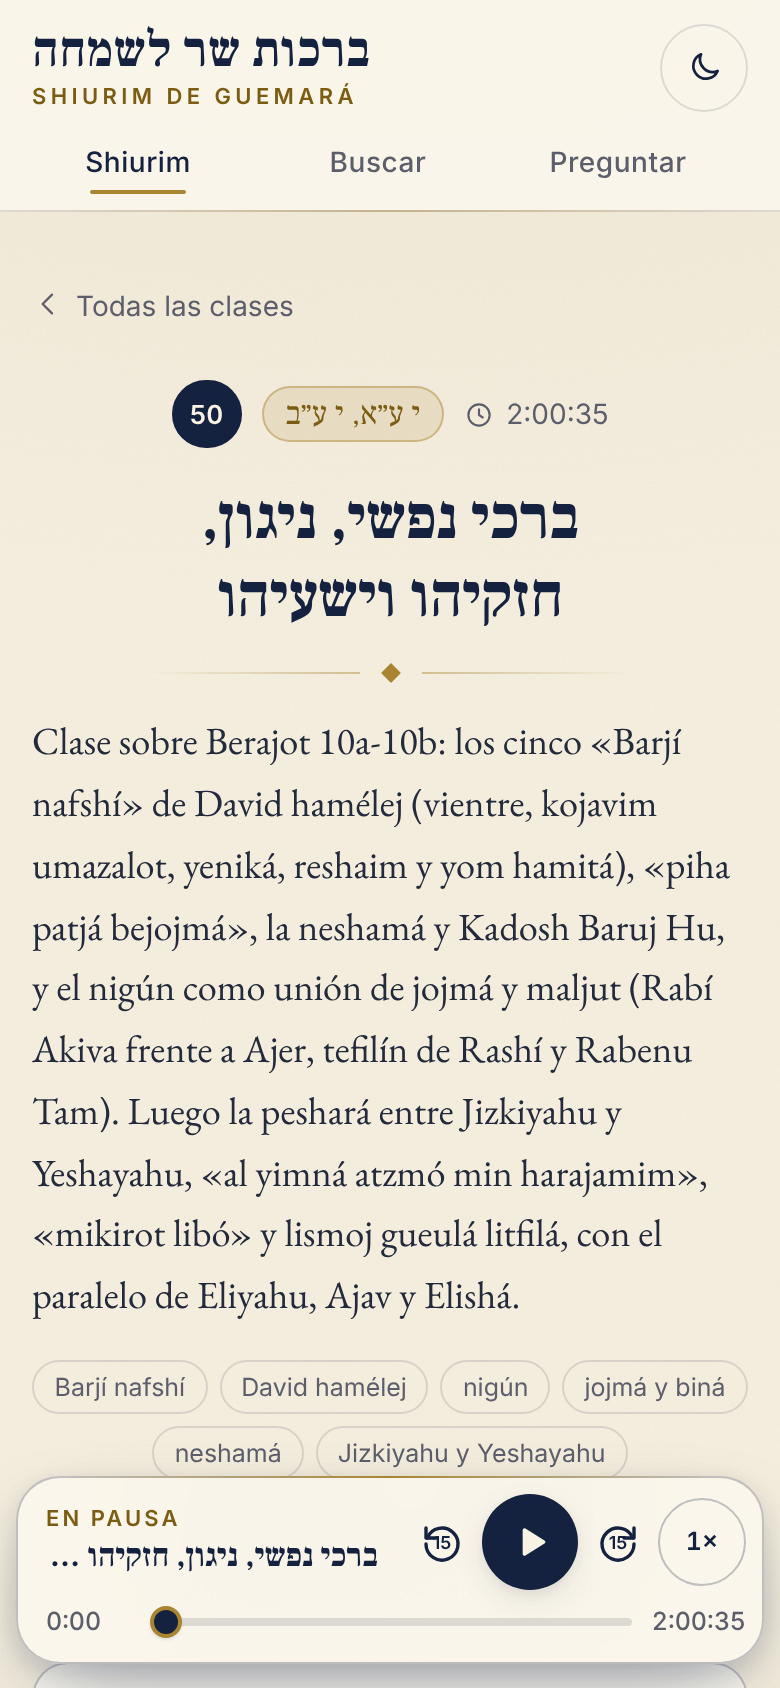 ברכות שר לשמחה
SHIURIM DE GUEMARÁ
Shiurim
Buscar
Preguntar
Todas las clases
50
י ע״א, י ע״ב
2:00:35
ברכי נפשי, ניגון,
חזקיהו וישעיהו
Clase sobre Berajot 10a-10b: los cinco «Barjí
nafshí» de David hamélej (vientre, kojavim
umazalot, yeniká, reshaim y yom hamitá), «piha
patjá bejojmá», la neshamá y Kadosh Baruj Hu,
y el nigún como unión de jojmá y maljut (Rabí
Akiva frente a Ajer, tefilín de Rashí y Rabenu
Tam). Luego la peshará entre Jizkiyahu y
Yeshayahu, «al yimná atzmó min harajamim»,
«mikirot libó» y lismoj gueulá litfilá, con el
paralelo de Eliyahu, Ajav y Elishá.
Barjí nafshí
David hamélej
nigún
jojmá y biná
neshamá
Jizkiyahu y Yeshayahu
EN PAUSA
ברכי נפשי, ניגון, חזקיהו ...
15
15
1×
0:00
2:00:35